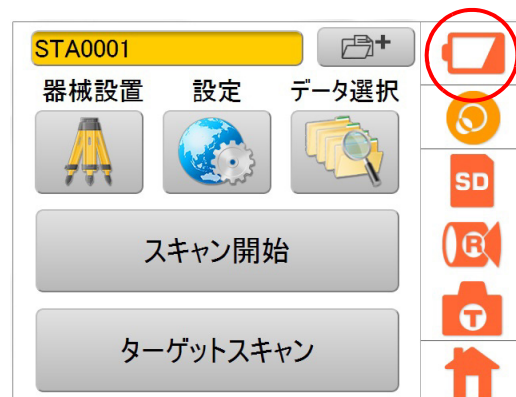 STA0001
器械設置 設定 データ選択
スキャン開始
ターゲットスキャン
SD
R
T